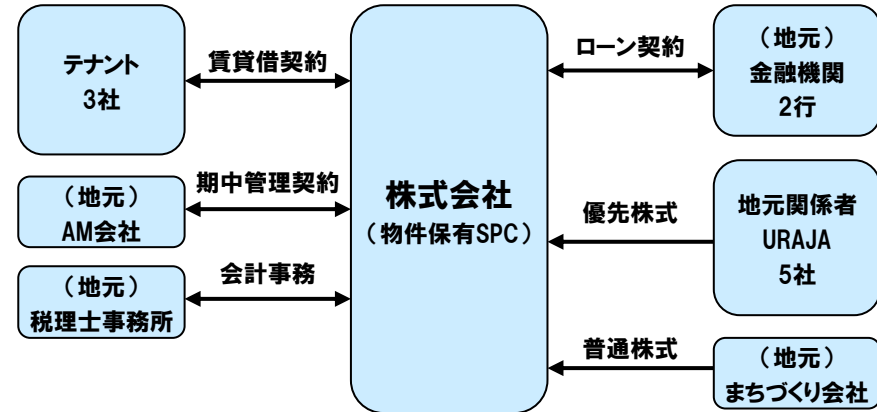 テナント
3社
賃貸借契約
（地元）
AM会社
期中管理契約
（地元）
税理士事務所
会計事務
株式会社
（物件保有SPC）
ローン契約
（地元）
金融機関
2行
優先株式
地元関係者
URAJA
5社
普通株式
（地元）
まちづくり会社